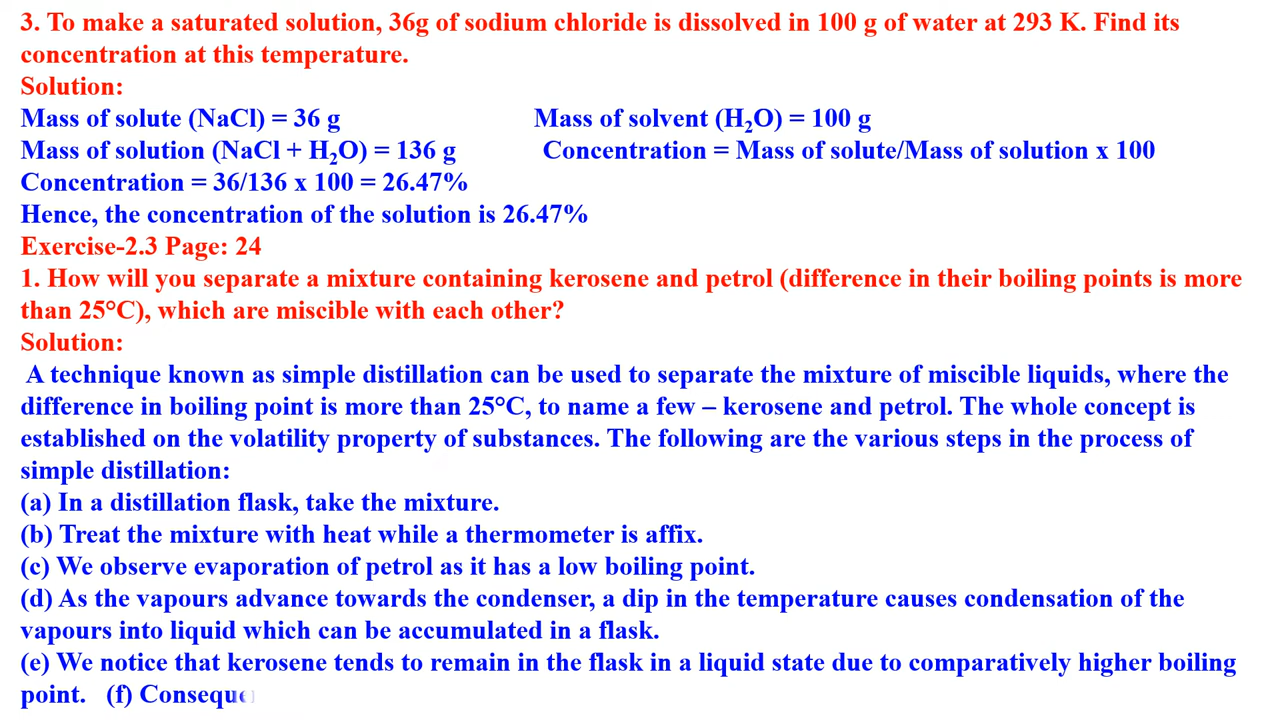 3. To make a saturated solution, 36g of sodium chloride is dissolved in 100 g of water at 293 K. Find its
concentration at this temperature.
Solution:
Mass of solute (NaCl) = 36 g Mass of solvent (H₂O) = 100 g
Mass of solution (NaCl + H₂O) = 136 g Concentration = Mass of solute/Mass of solution x 100
Concentration = 36/136 x 100 = 26.47%
Hence, the concentration of the solution is 26.47%
Exercise-2.3 Page: 24
1. How will you separate a mixture containing kerosene and petrol (difference in their boiling points is more
than 25°C), which are miscible with each other?
Solution:
A technique known as simple distillation can be used to separate the mixture of miscible liquids, where the
difference in boiling point is more than 25°C, to name a few – kerosene and petrol. The whole concept is
established on the volatility property of substances. The following are the various steps in the process of
simple distillation:
(a) In a distillation flask, take the mixture.
(b) Treat the mixture with heat while a thermometer is affix.
(c) We observe evaporation of petrol as it has a low boiling point.
(d) As the vapours advance towards the condenser, a dip in the temperature causes condensation of the
vapours into liquid which can be accumulated in a flask.
(e) We notice that kerosene tends to remain in the flask in a liquid state due to comparatively higher boiling
point. (f) Conseque